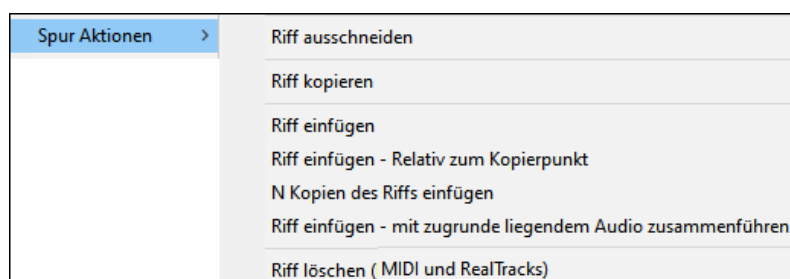 Spur Aktionen > Riff ausschneiden
Riff kopieren
Riff einfügen
Riff einfügen - Relativ zum Kopierpunkt
N Kopien des Riffs einfügen
Riff einfügen - mit zugrunde liegendem Audio zusammenführen
Riff löschen ( MIDI und RealTracks)